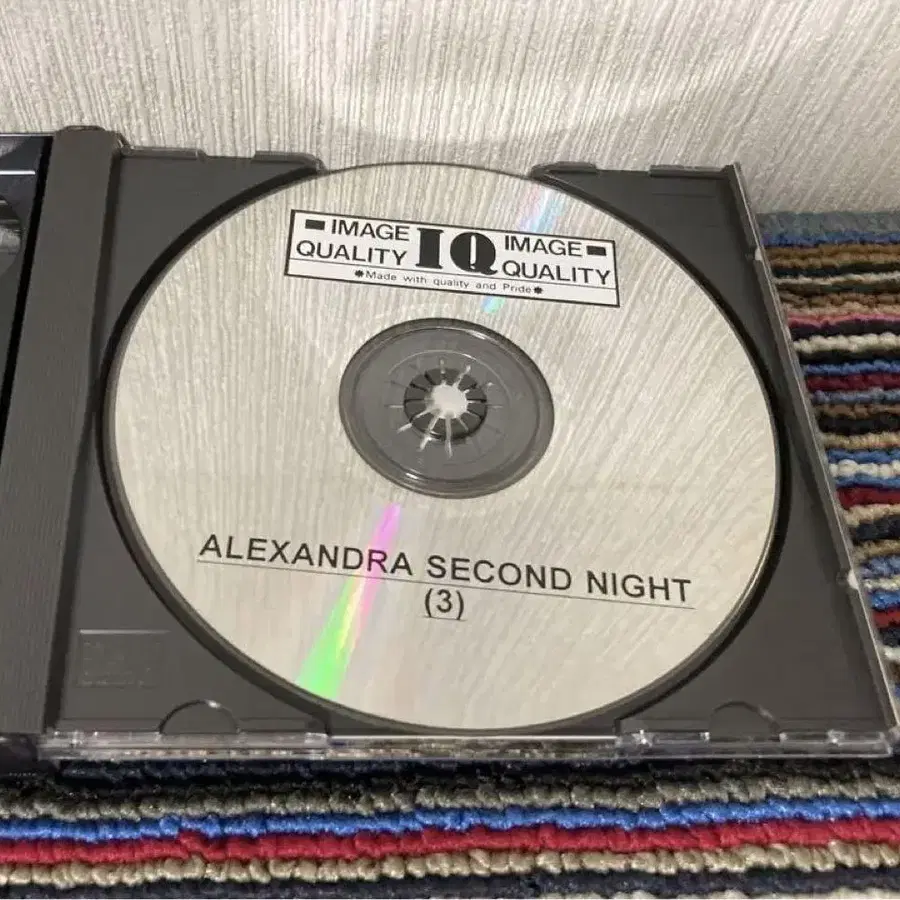 IMAGE QUALITY IQ IMAGE QUALITY
✸Made with quality and Pride✸
ALEXANDRA SECOND NIGHT
(3)